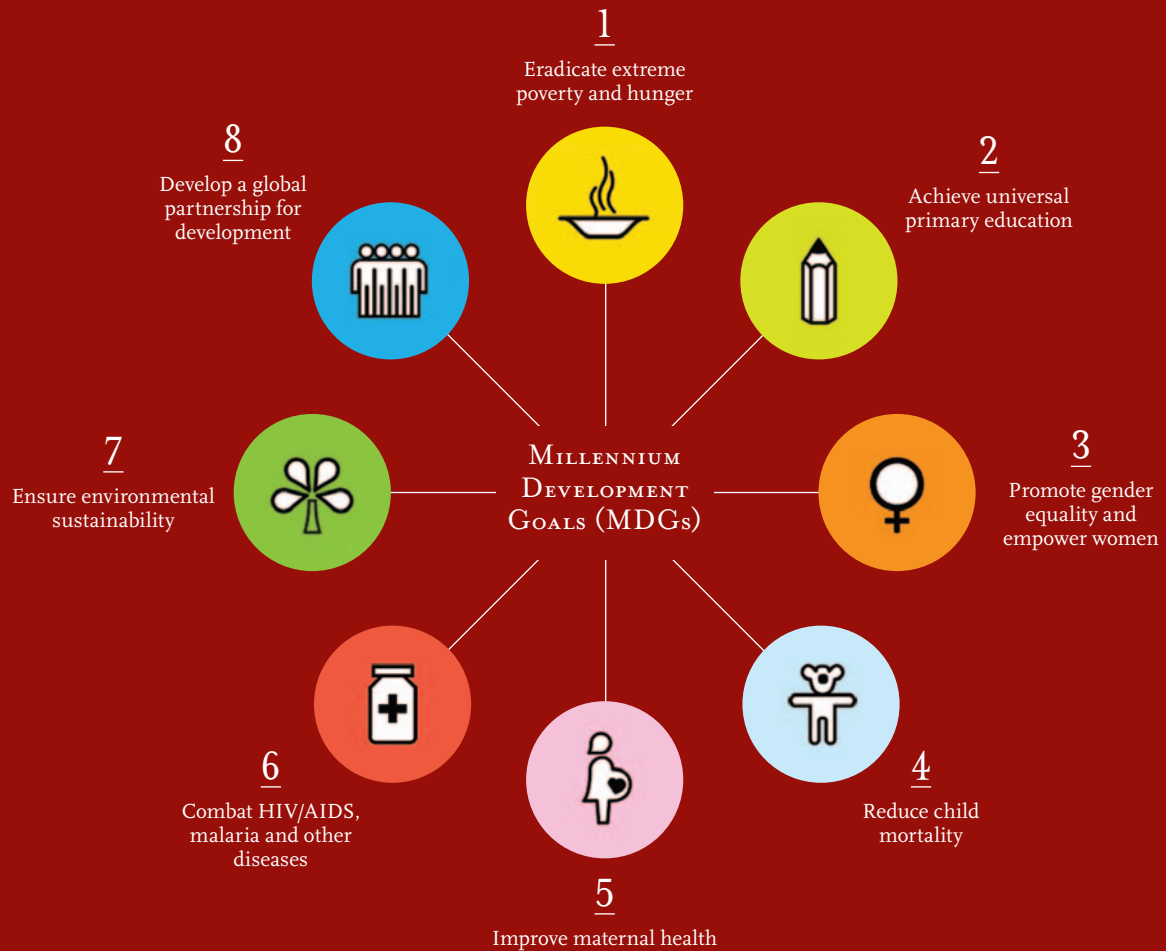 1
Eradicate extreme
poverty and hunger
2
Achieve universal
primary education
3
Promote gender
equality and
empower women
4
Reduce child
mortality
5
Improve maternal health
6
Combat HIV/AIDS,
malaria and other
diseases
7
Ensure environmental
sustainability
8
Develop a global
partnership for
development
Millennium
Development
Goals (MDGs)